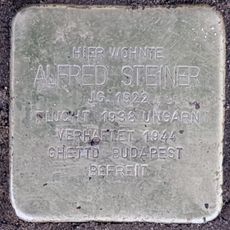 HIER WOHNTE
ALFRED STEINER
JG. 1922
FLUCHT 1938 UNGARN
VERHAFTET 1944
GHETTO BUDAPEST
BEFREIT